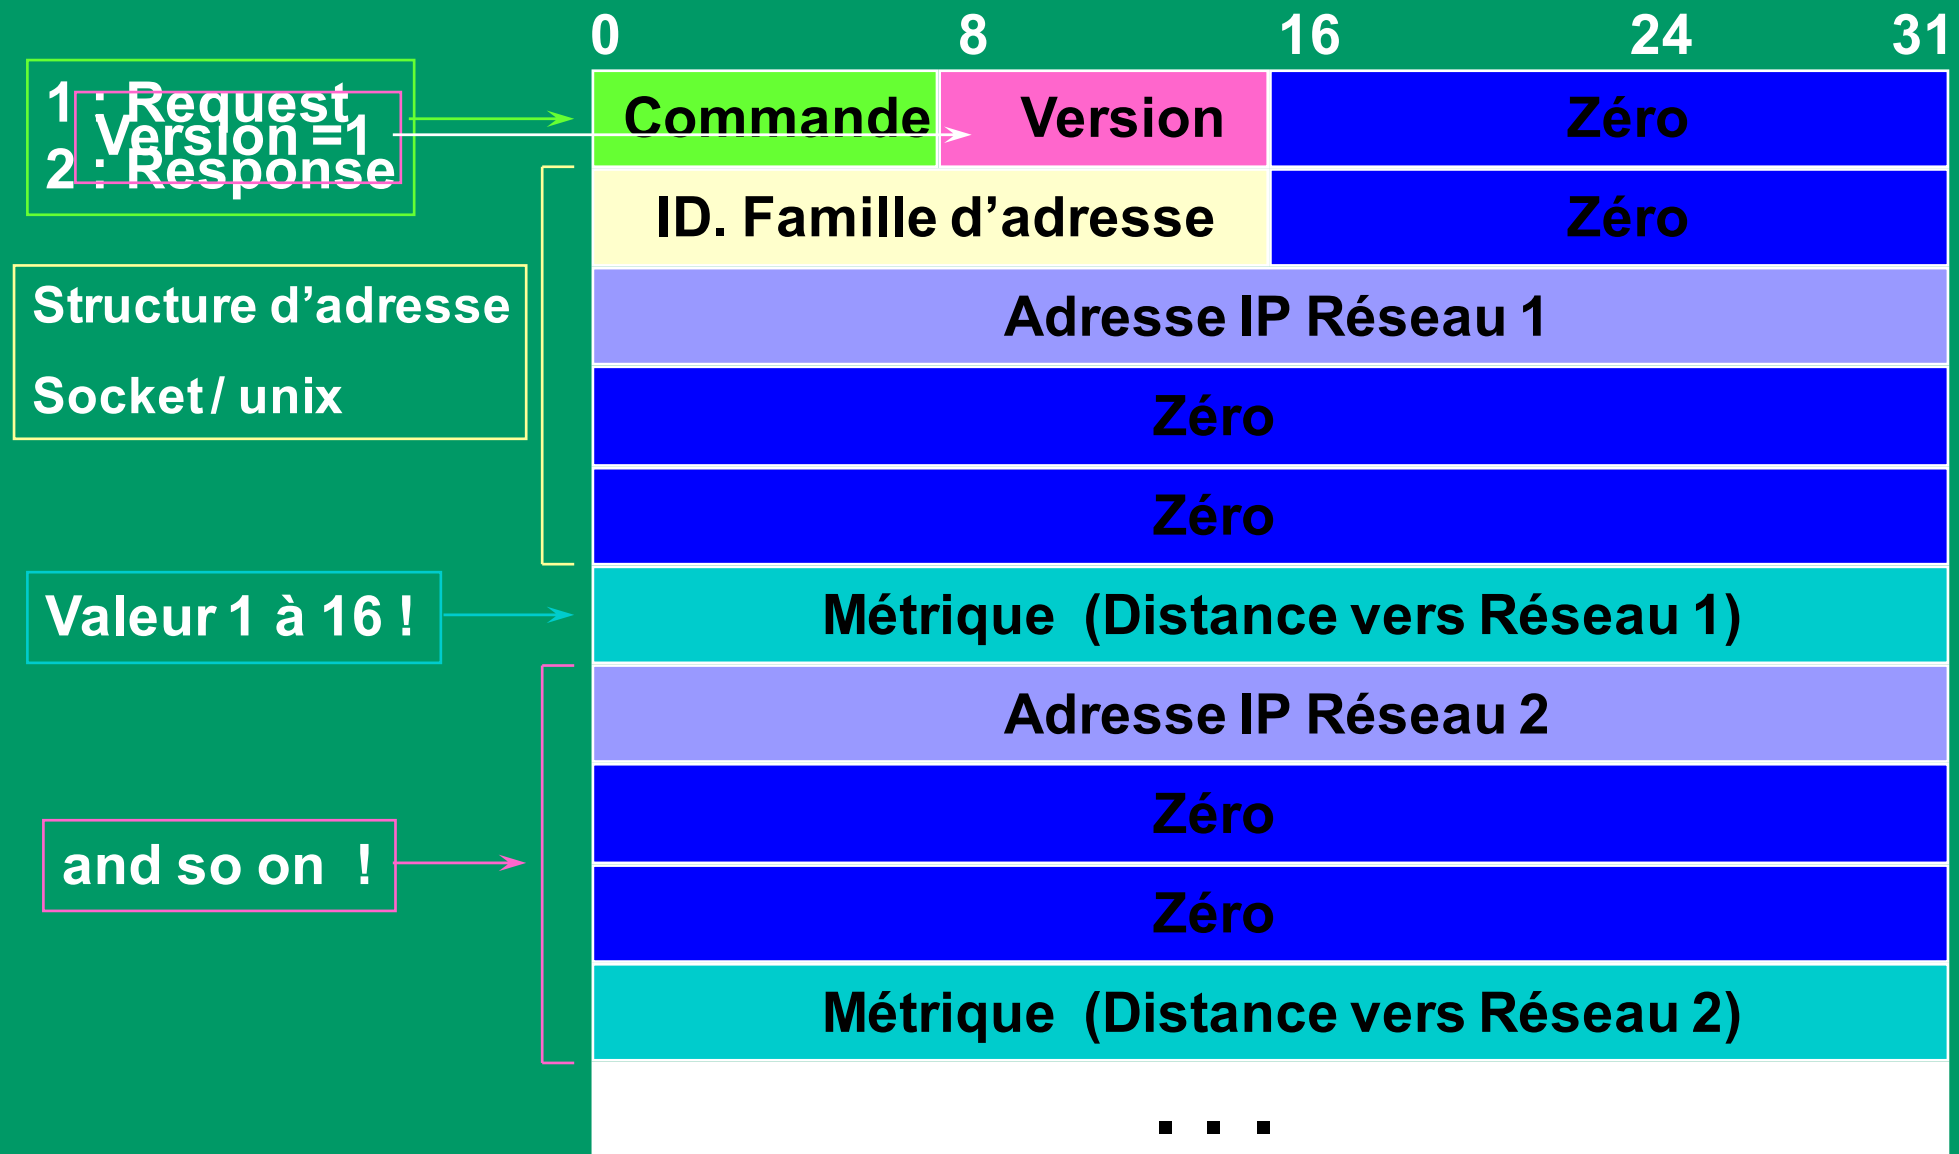 0 8 16 24 31
1 : Request
Version =1
2 : Response
Commande Version Zéro
ID. Famille d’adresse Zéro
Structure d’adresse
Socket / unix
Adresse IP Réseau 1
Zéro
Zéro
Valeur 1 à 16 !
Métrique (Distance vers Réseau 1)
Adresse IP Réseau 2
Zéro
and so on !
Zéro
Métrique (Distance vers Réseau 2)
. . .